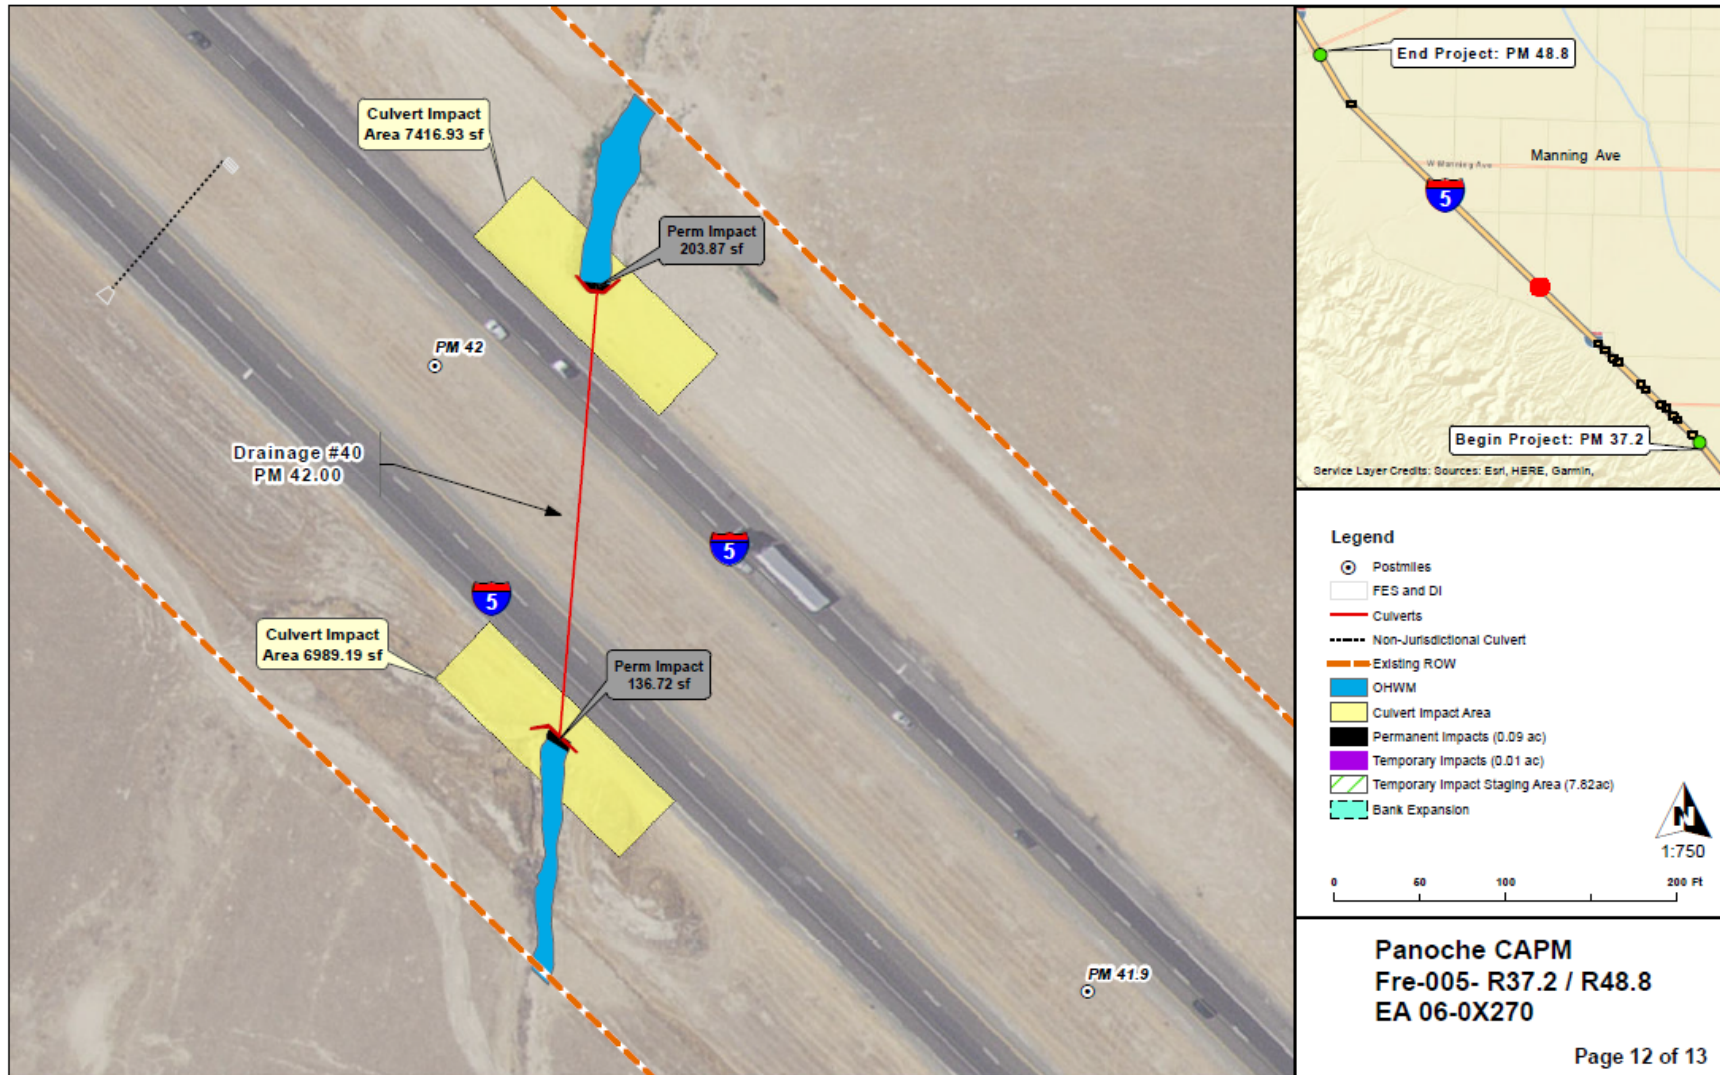 Culvert Impact
Area 7416.93 sf
Perm Impact
203.87 sf
PM 42
Drainage #40
PM 42.00
5
5
Culvert Impact
Area 6989.19 sf
Perm Impact
136.72 sf
PM 41.9
End Project: PM 48.8
W Manning Ave
Manning Ave
5
Begin Project: PM 37.2
Service Layer Credits: Sources: Esri, HERE, Garmin,
Legend
Postmiles
FES and DI
Culverts
Non-Jurisdictional Culvert
Existing ROW
OHWM
Culvert Impact Area
Permanent Impacts (0.09 ac)
Temporary Impacts (0.01 ac)
Temporary Impact Staging Area (7.82ac)
Bank Expansion
N
1:750
0 50 100 200 Ft
Panoche CAPM
Fre-005- R37.2 / R48.8
EA 06-0X270
Page 12 of 13